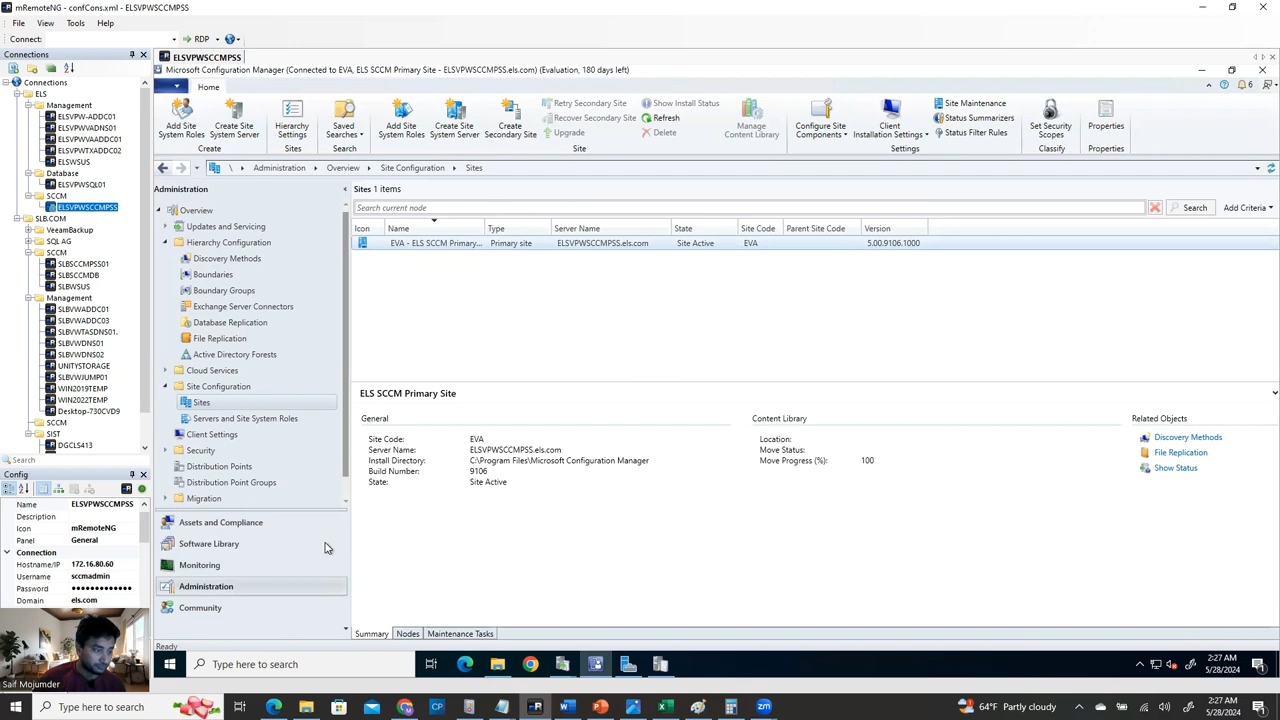 mRemoteNG - confCons.xml - ELSVPWSCCMPSS
File View Tools Help
Connect: RDP
Connections
Connections
ELS
Management
ELSVPW-ADDC01
ELSVPWVADNS01
ELSVPWVAADDC01
ELSVPWTXADDC02
ELSWSUS
Database
ELSVPWSQL01
SCCM
ELSVPWSCCMPSS
SLB.COM
VeeamBackup
SQL AG
SCCM
SLBSCCMPSS01
SLBSCCMDB
SLBWSUS
Management
SLBVWADDC01
SLBVWADDC03
SLBVWTASDNS01.
SLBVWDNS01
SLBVWDNS02
UNITYSTORAGE
SLBVWJUMP01
WIN2019TEMP
WIN2022TEMP
Desktop-730CVD9
SCCM
SIST
DGCLS413
Search
Config
Name ELSVPWSCCMPSS
Description
Icon mRemoteNG
Panel General
Connection
Hostname/IP 172.16.80.60
Username sccmadmin
Password ●●●●●●●●●●●●●
Domain els.com
Saif Mojumder
ELSVPWSCCMPSS
Microsoft Configuration Manager (Connected to EVA, ELS SCCM Primary Site - ELSVPWSCCMPSS.els.com) (Evaluation, 180 days left)
Home
6
Add Site System Roles
Create Site System Server
Create
Hierarchy Settings
Sites
Saved Searches
Search
Add Site System Roles
Create Site System Server
Create Secondary Site
Retry Secondary Site
Recover Secondary Site
Upgrade
Show Install Status
Refresh
Delete
Site
Manage Content Library
Configure Site Components
Client Installation Settings
Site Maintenance
Status Summarizers
Status Filter Rules
Settings
Set Security Scopes
Classify
Properties
Properties
\ Administration Overview Site Configuration Sites
Administration
Overview
Updates and Servicing
Hierarchy Configuration
Discovery Methods
Boundaries
Boundary Groups
Exchange Server Connectors
Database Replication
File Replication
Active Directory Forests
Cloud Services
Site Configuration
Sites
Servers and Site System Roles
Client Settings
Security
Distribution Points
Distribution Point Groups
Migration
Assets and Compliance
Software Library
Monitoring
Administration
Community
Sites 1 items
Search current node Search Add Criteria
Icon Name Type Server Name State Site Code Parent Site Code Version
EVA - ELS SCCM Primary... Primary site ELSVPWSCCMPSS.els.com Site Active EVA 5.00.9106.1000
ELS SCCM Primary Site
General
Site Code: EVA
Server Name: ELSVPWSCCMPSS.els.com
Install Directory: C:\Program Files\Microsoft Configuration Manager
Build Number: 9106
State: Site Active
Content Library
Location:
Move Status:
Move Progress (%): 100
Related Objects
Discovery Methods
File Replication
Show Status
Summary Nodes Maintenance Tasks
Ready
Type here to search
2:27 AM
5/28/2024
Type here to search
64°F Partly cloudy
2:27 AM
5/28/2024